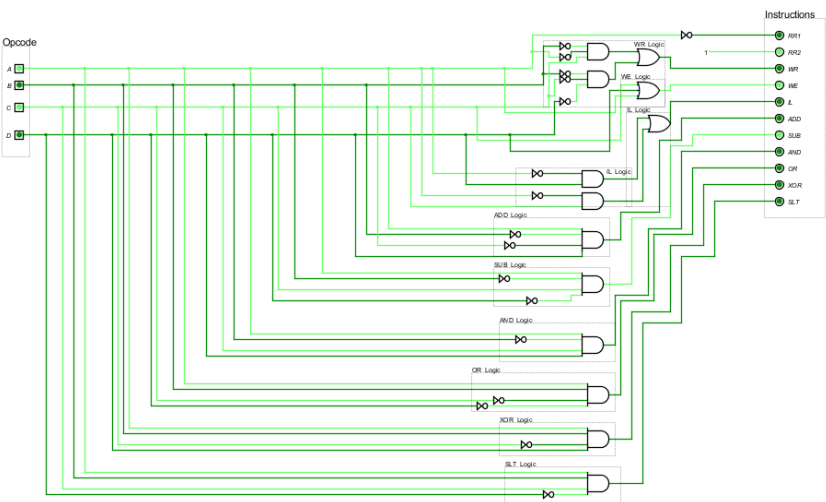 Opcode
A
B
C
D
Instructions
RR1
RR2
1
WR
WE
IL
ADD
SUB
AND
OR
XOR
SLT
WR Logic
WE Logic
IL Logic
IL Logic
ADD Logic
SUB Logic
AND Logic
OR Logic
XOR Logic
SLT Logic